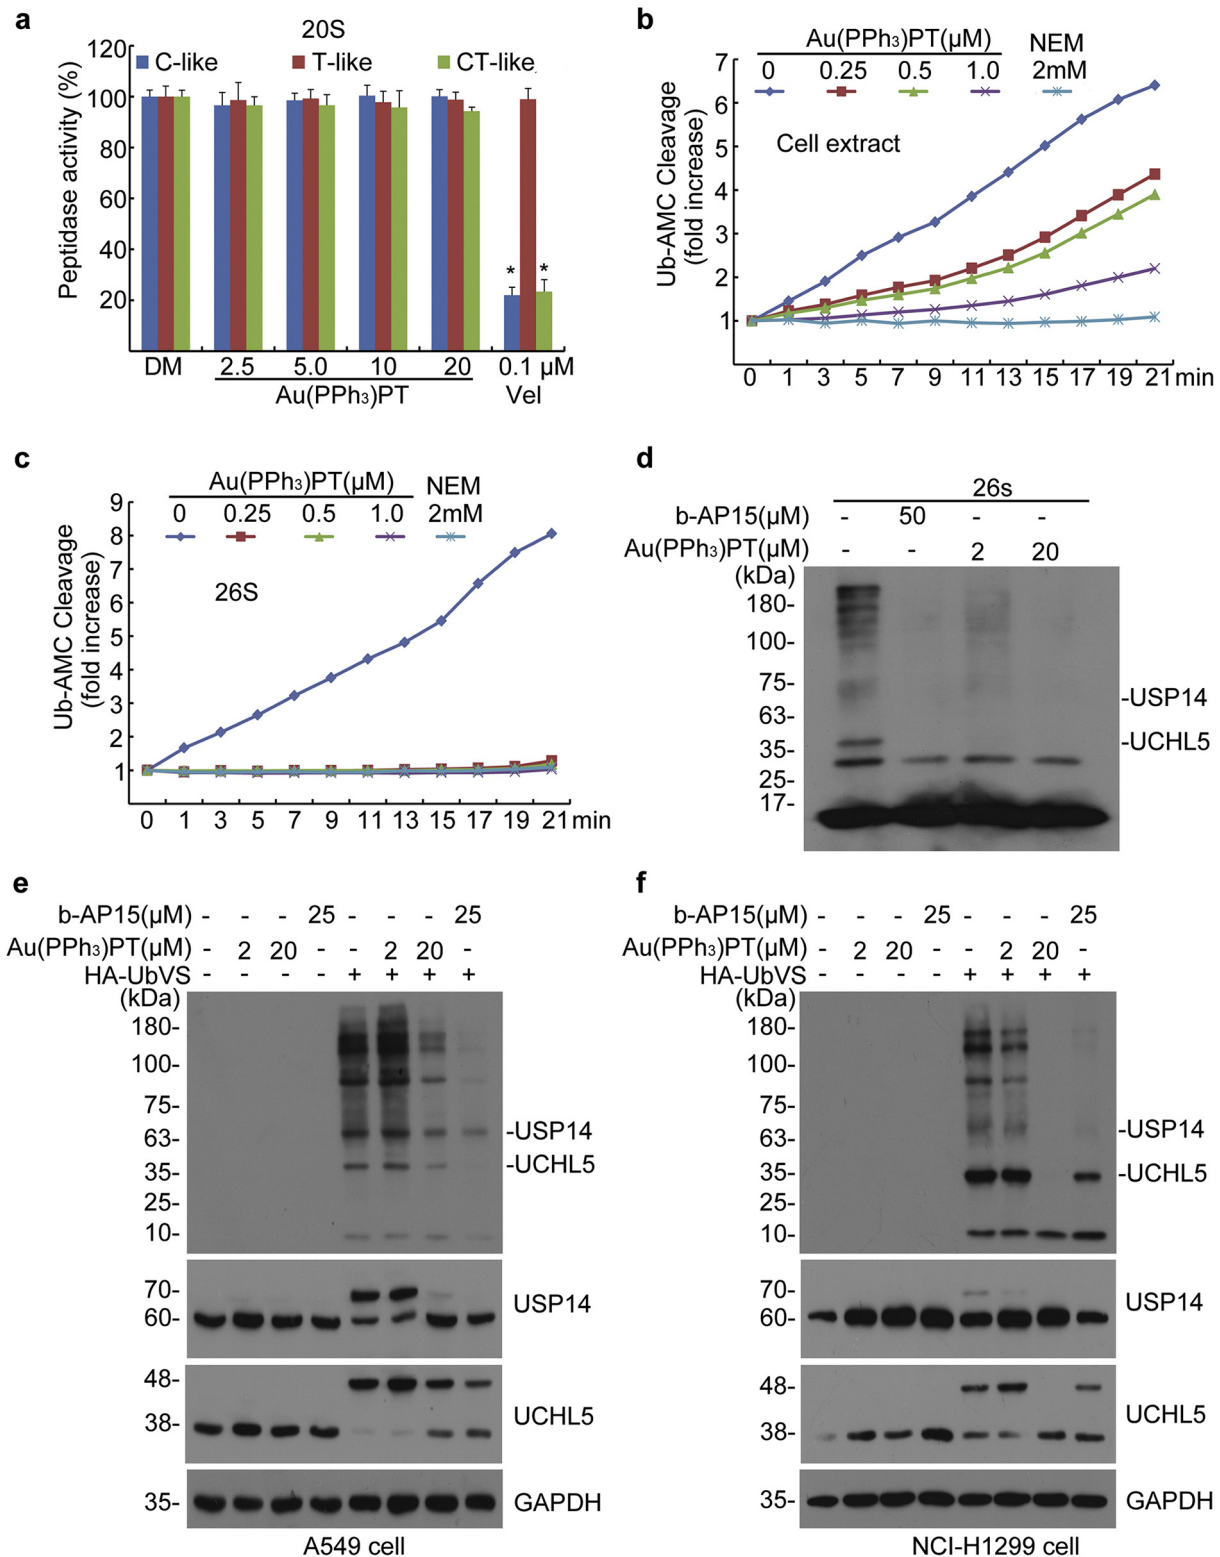 a
20S
Peptidase activity (%)
120
100
80
60
40
20
C-like T-like CT-like
* *
DM 2.5 5.0 10 20 0.1 µM
Au(PPh3)PT Vel
b
Au(PPh3)PT(µM) NEM
0 0.25 0.5 1.0 2mM
Cell extract
Ub-AMC Cleavage
(fold increase)
7
6
5
4
3
2
1
0 1 3 5 7 9 11 13 15 17 19 21 min
c
Au(PPh3)PT(µM) NEM
0 0.25 0.5 1.0 2mM
26S
Ub-AMC Cleavage
(fold increase)
9
8
7
6
5
4
3
2
1
0 1 3 5 7 9 11 13 15 17 19 21 min
d
26s
b-AP15(µM) - 50 - -
Au(PPh3)PT(µM) - - 2 20
(kDa)
180-
100-
75-
63-
35-
25-
17-
-USP14
-UCHL5
e
b-AP15(µM) - - - 25 - - - 25
Au(PPh3)PT(µM) - 2 20 - - 2 20 -
HA-UbVS - - - - + + + +
(kDa)
180-
100-
75-
63-
35-
25-
10-
-USP14
-UCHL5
70-
60-
USP14
48-
38-
UCHL5
35-
GAPDH
A549 cell
f
b-AP15(µM) - - - 25 - - - 25
Au(PPh3)PT(µM) - 2 20 - - 2 20 -
HA-UbVS - - - - + + + +
(kDa)
180-
100-
75-
63-
35-
25-
10-
-USP14
-UCHL5
70-
60-
USP14
48-
38-
UCHL5
35-
GAPDH
NCI-H1299 cell